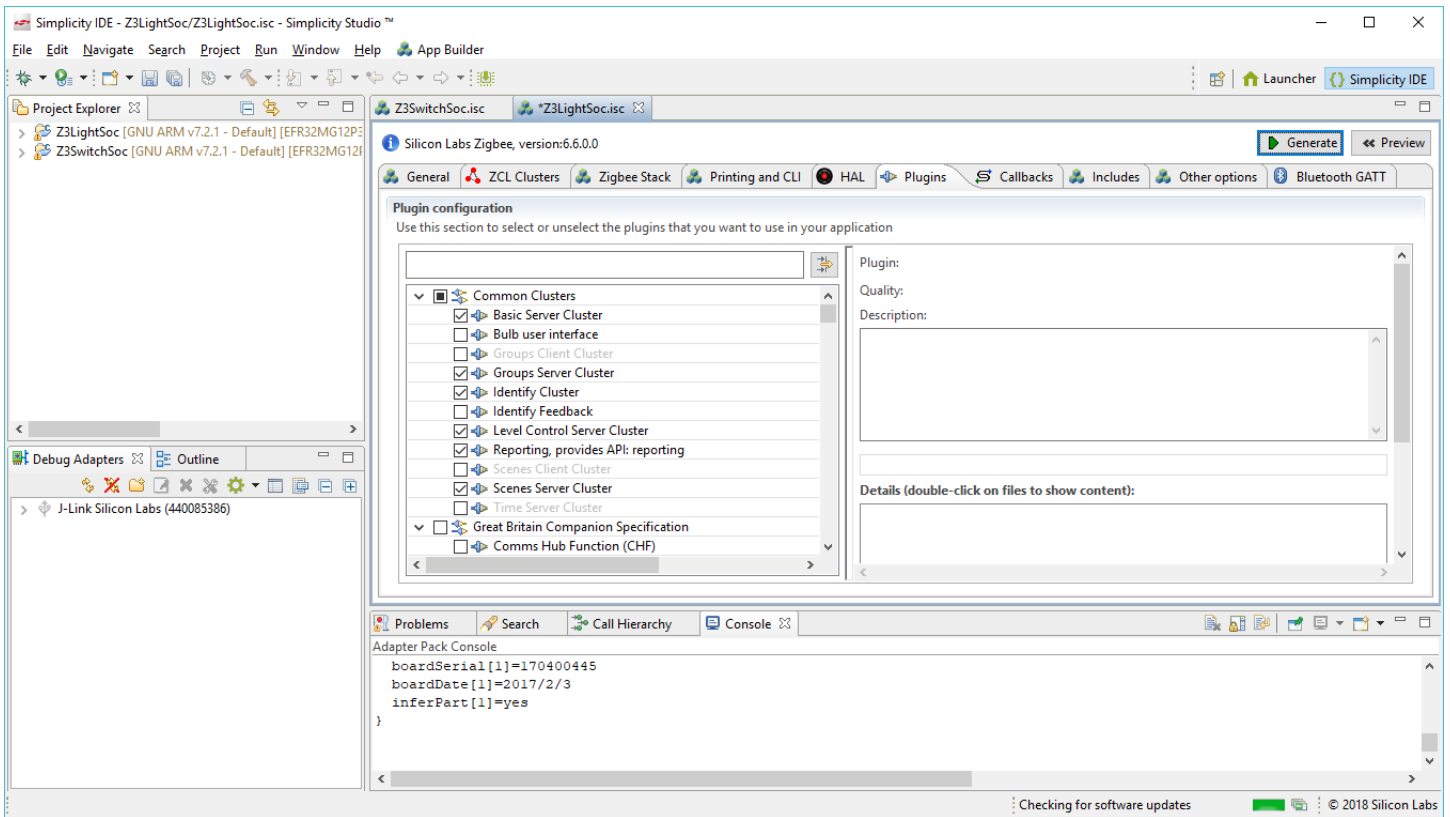 Simplicity IDE - Z3LightSoc/Z3LightSoc.isc - Simplicity Studio ™
File Edit Navigate Search Project Run Window Help App Builder
Launcher {} Simplicity IDE
Project Explorer
Z3LightSoc [GNU ARM v7.2.1 - Default] [EFR32MG12P3
Z3SwitchSoc [GNU ARM v7.2.1 - Default] [EFR32MG12
Z3SwitchSoc.isc *Z3LightSoc.isc
Silicon Labs Zigbee, version:6.6.0.0
Generate Preview
General ZCL Clusters Zigbee Stack Printing and CLI HAL Plugins Callbacks Includes Other options Bluetooth GATT
Plugin configuration
Use this section to select or unselect the plugins that you want to use in your application
Common Clusters
Basic Server Cluster
Bulb user interface
Groups Client Cluster
Groups Server Cluster
Identify Cluster
Identify Feedback
Level Control Server Cluster
Reporting, provides API: reporting
Scenes Client Cluster
Scenes Server Cluster
Time Server Cluster
Great Britain Companion Specification
Comms Hub Function (CHF)
Plugin:
Quality:
Description:
Details (double-click on files to show content):
Debug Adapters Outline
J-Link Silicon Labs (440085386)
Problems Search Call Hierarchy Console
Adapter Pack Console
boardSerial[1]=170400445
boardDate[1]=2017/2/3
inferPart[1]=yes
}
Checking for software updates
© 2018 Silicon Labs